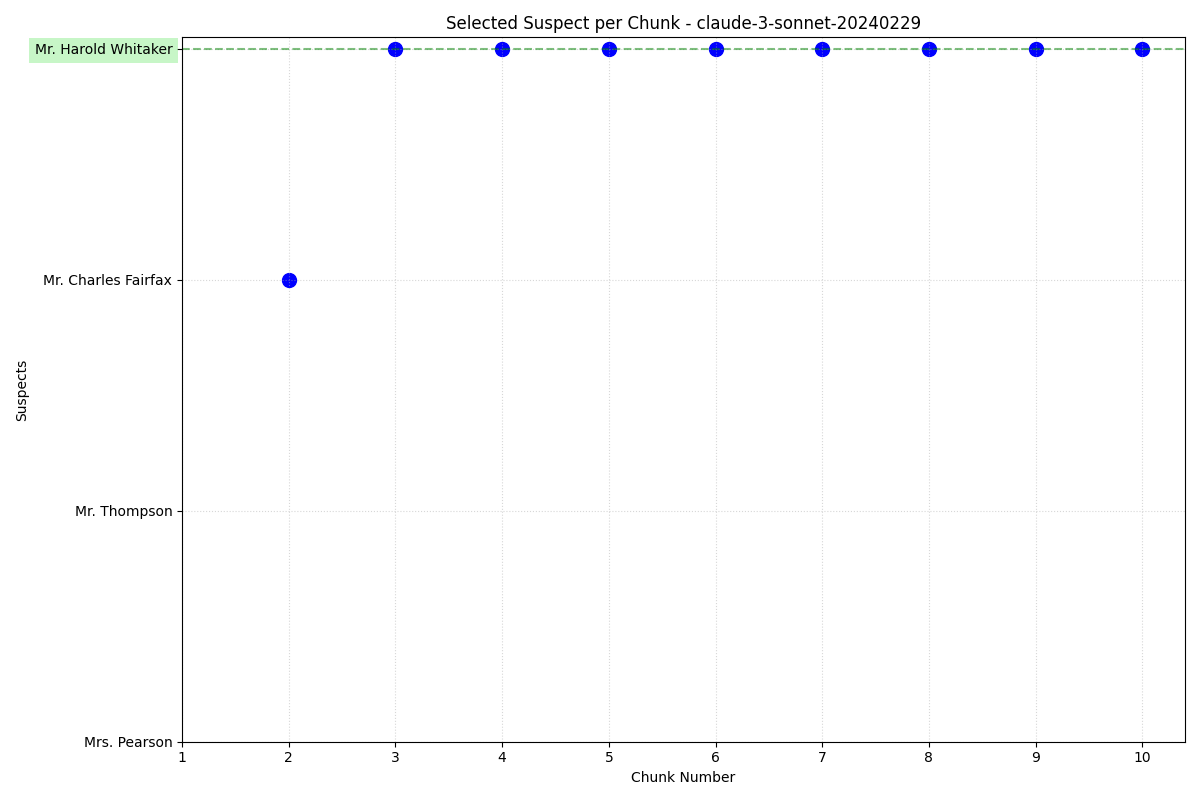 Selected Suspect per Chunk - claude-3-sonnet-20240229
Mr. Harold Whitaker
Mr. Charles Fairfax
Suspects
Mr. Thompson
Mrs. Pearson
1 2 3 4 5 6 7 8 9 10
Chunk Number